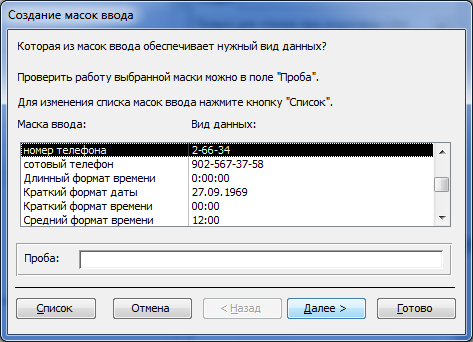 Создание масок ввода
Которая из масок ввода обеспечивает нужный вид данных?
Проверить работу выбранной маски можно в поле "Проба".
Для изменения списка масок ввода нажмите кнопку "Список".
Маска ввода: Вид данных:
номер телефона 2-66-34
сотовый телефон 902-567-37-58
Длинный формат времени 0:00:00
Краткий формат даты 27.09.1969
Краткий формат времени 00:00
Средний формат времени 12:00
Проба:
Список Отмена < Назад Далее > Готово